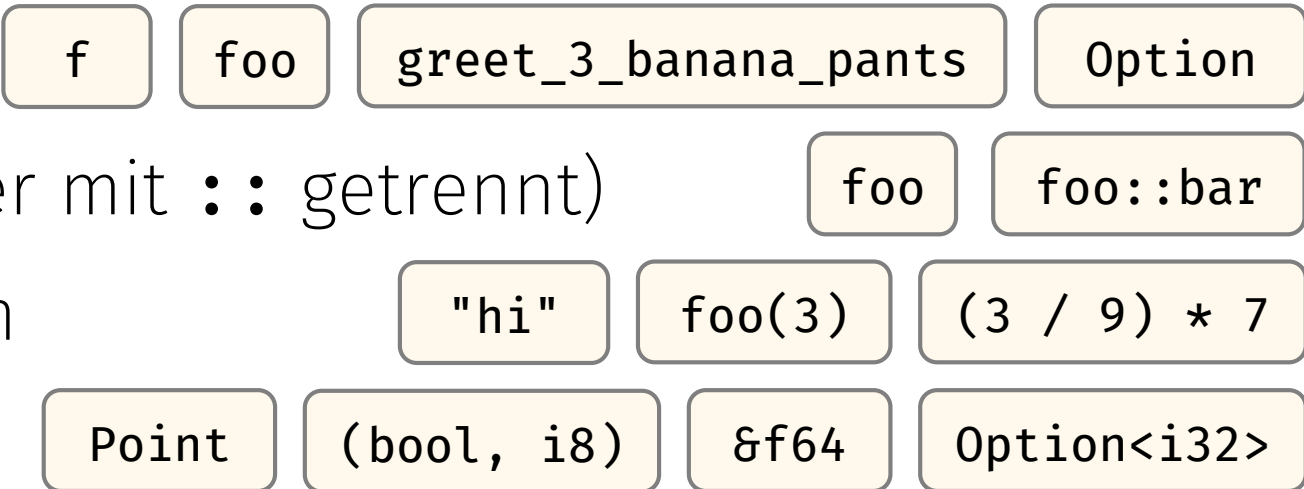 f foo greet_3_banana_pants Option
mit :: getrennt) foo foo::bar
"hi" foo(3) (3 / 9) * 7
Point (bool, i8) &f64 Option<i32>